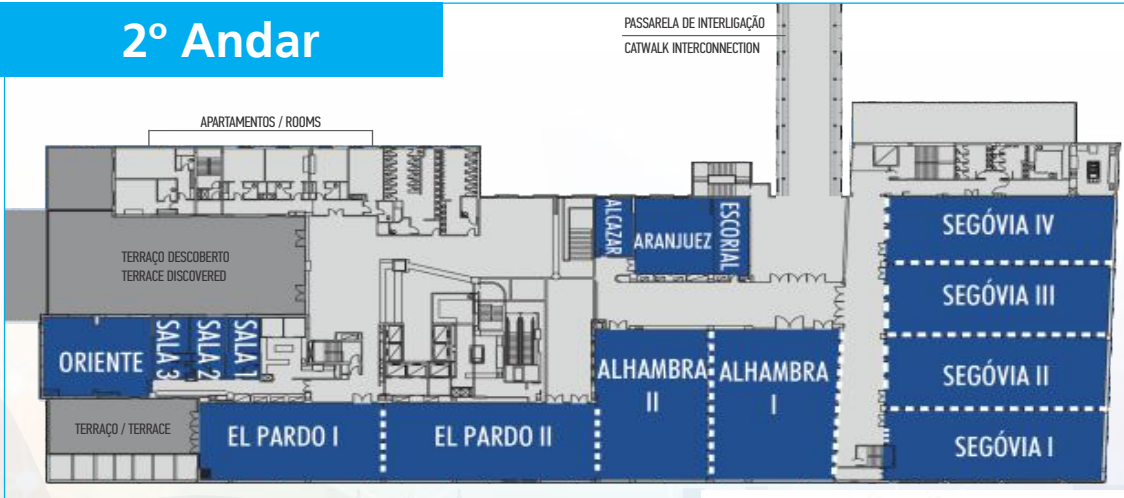 2º Andar
PASSARELA DE INTERLIGAÇÃO
CATWALK INTERCONNECTION
APARTAMENTOS / ROOMS
TERRAÇO DESCOBERTO
TERRACE DISCOVERED
ALCAZAR
ARANJUEZ
ESCORIAL
SEGÓVIA IV
SEGÓVIA III
SEGÓVIA II
SEGÓVIA I
ORIENTE
SALA 3
SALA 2
SALA 1
ALHAMBRA
II
ALHAMBRA
I
TERRAÇO / TERRACE
EL PARDO I
EL PARDO II